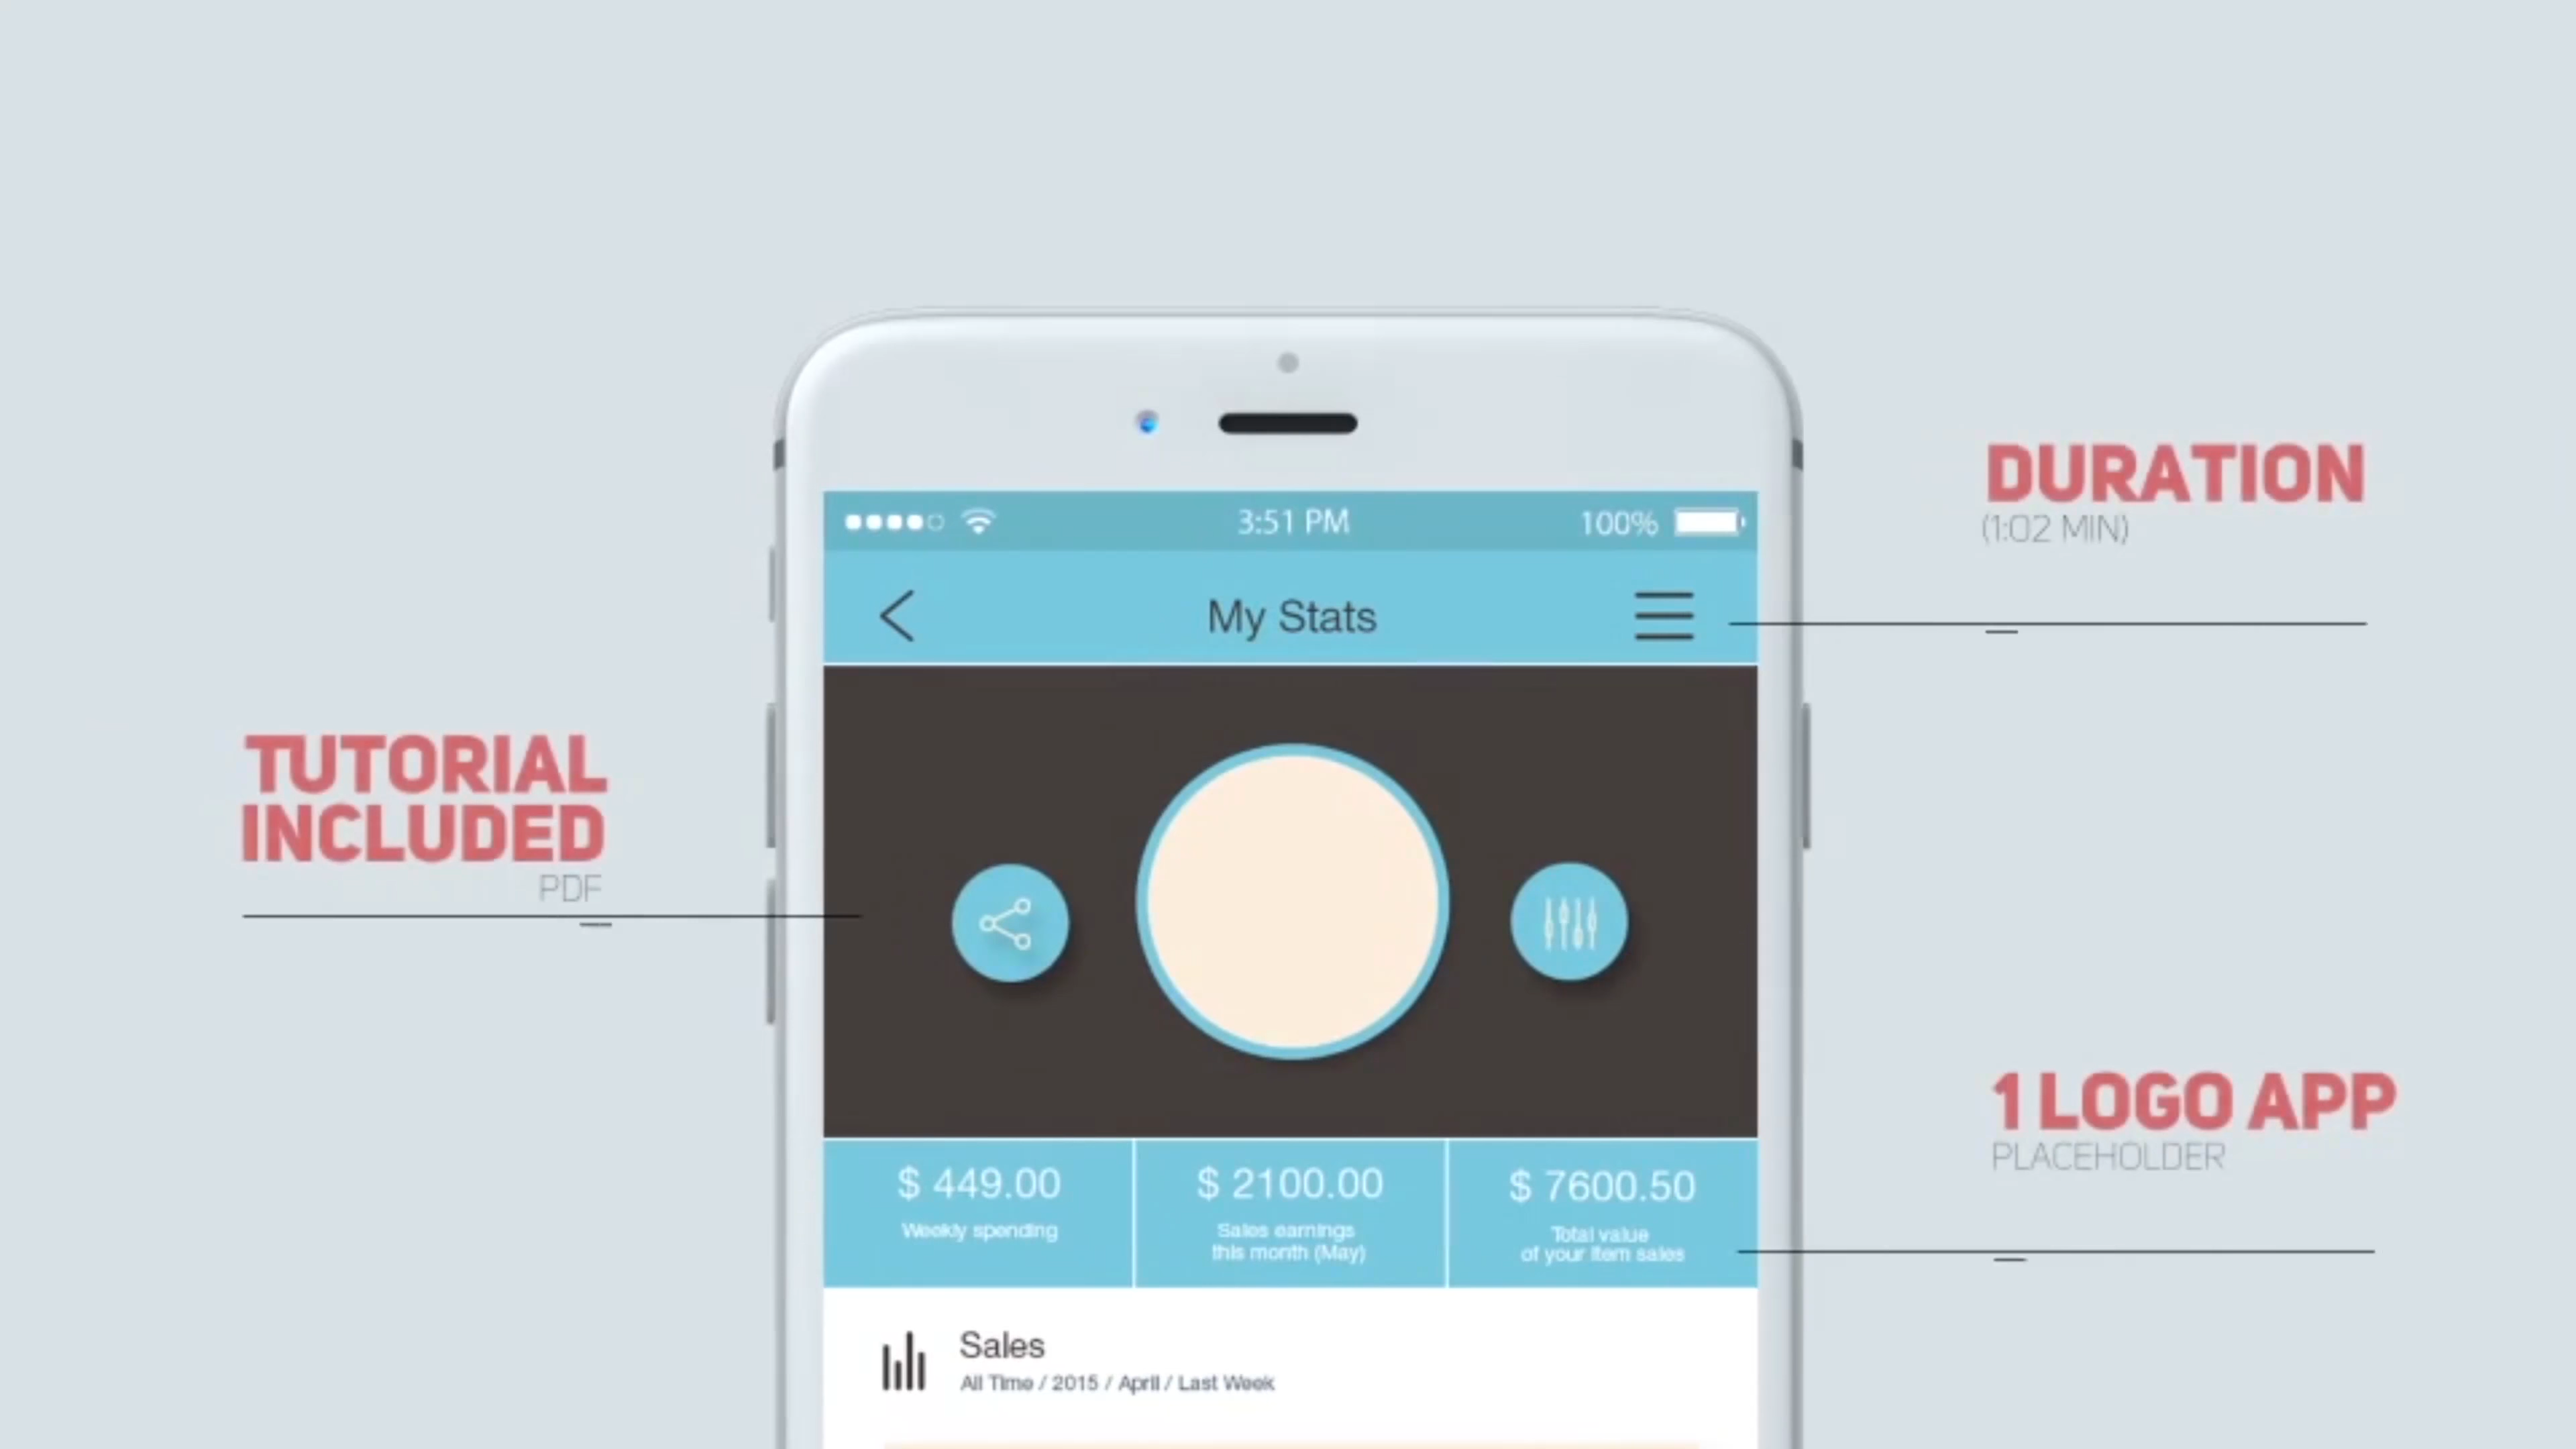 3:51 PM
100%
My Stats
DURATION
(1:02 MIN)
TUTORIAL
INCLUDED
PDF
1 LOGO APP
PLACEHOLDER
$ 449.00
Weekly spending
$ 2100.00
Sales earnings
this month (May)
$ 7600.50
Total value
of your item sales
Sales
All Time / 2015 / April / Last Week